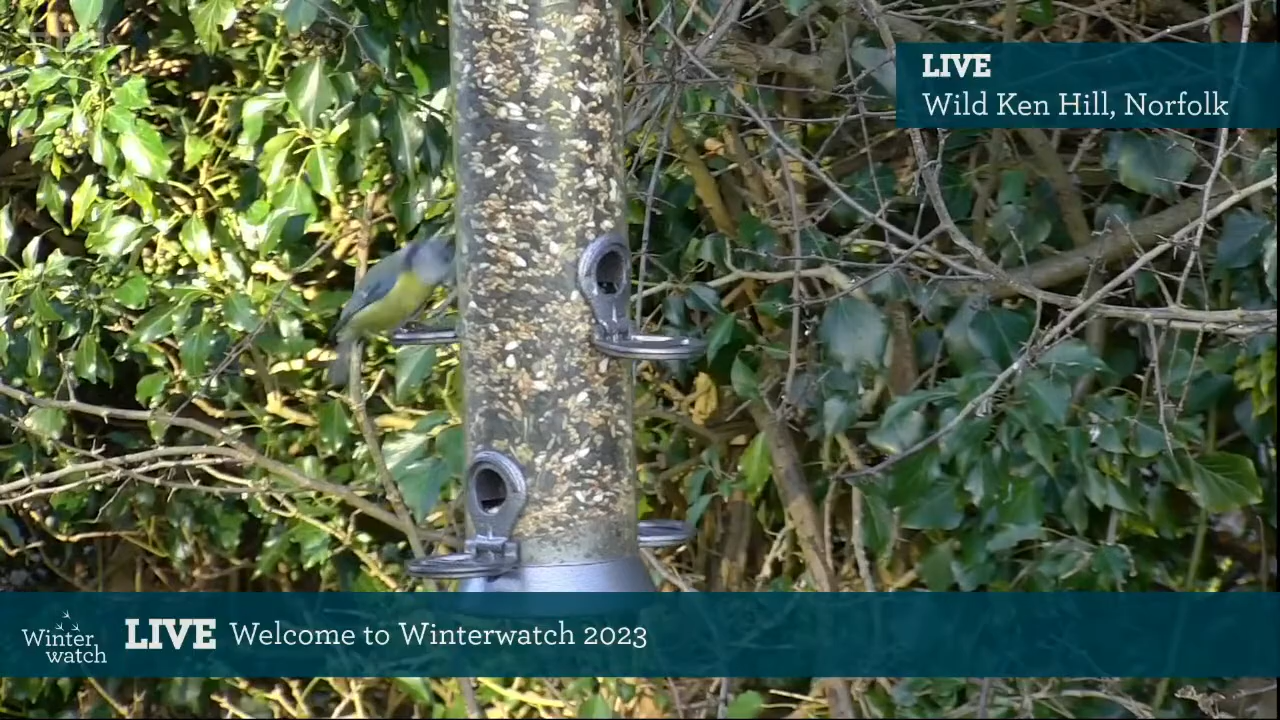 LIVE
Wild Ken Hill, Norfolk
Winter
watch
LIVE Welcome to Winterwatch 2023